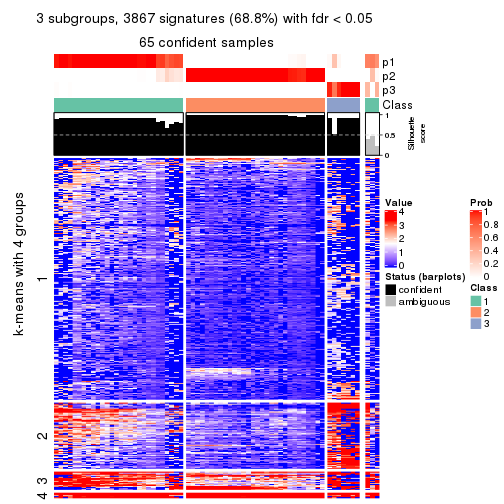 3 subgroups, 3867 signatures (68.8%) with fdr < 0.05
65 confident samples
p1
p2
p3
Class
1
0.5
0
Silhouette
score
k-means with 4 groups
1
2
3
4
Value
4
3
2
1
0
Status (barplots)
confident
ambiguous
Prob
1
0.8
0.6
0.4
0.2
0
Class
1
2
3